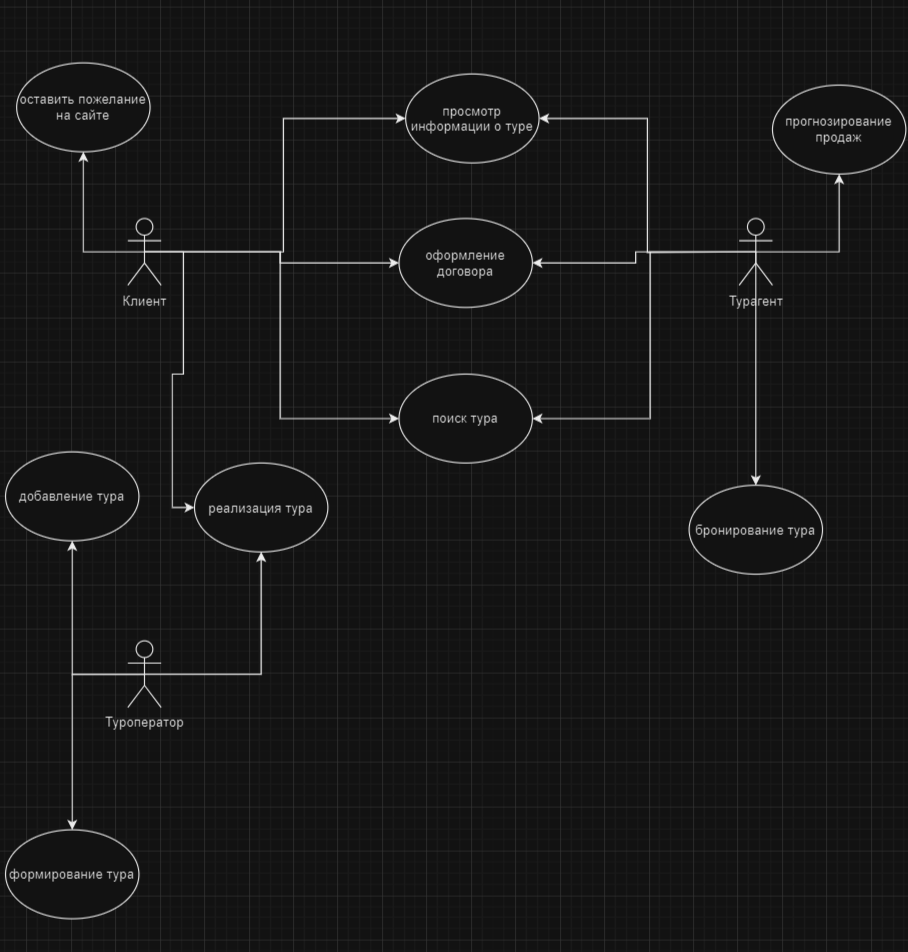 оставить пожелание
на сайте
просмотр
информации о туре
прогнозирование
продаж
оформление
договора
Клиент
Турагент
поиск тура
добавление тура
реализация тура
бронирование тура
Туроператор
формирование тура